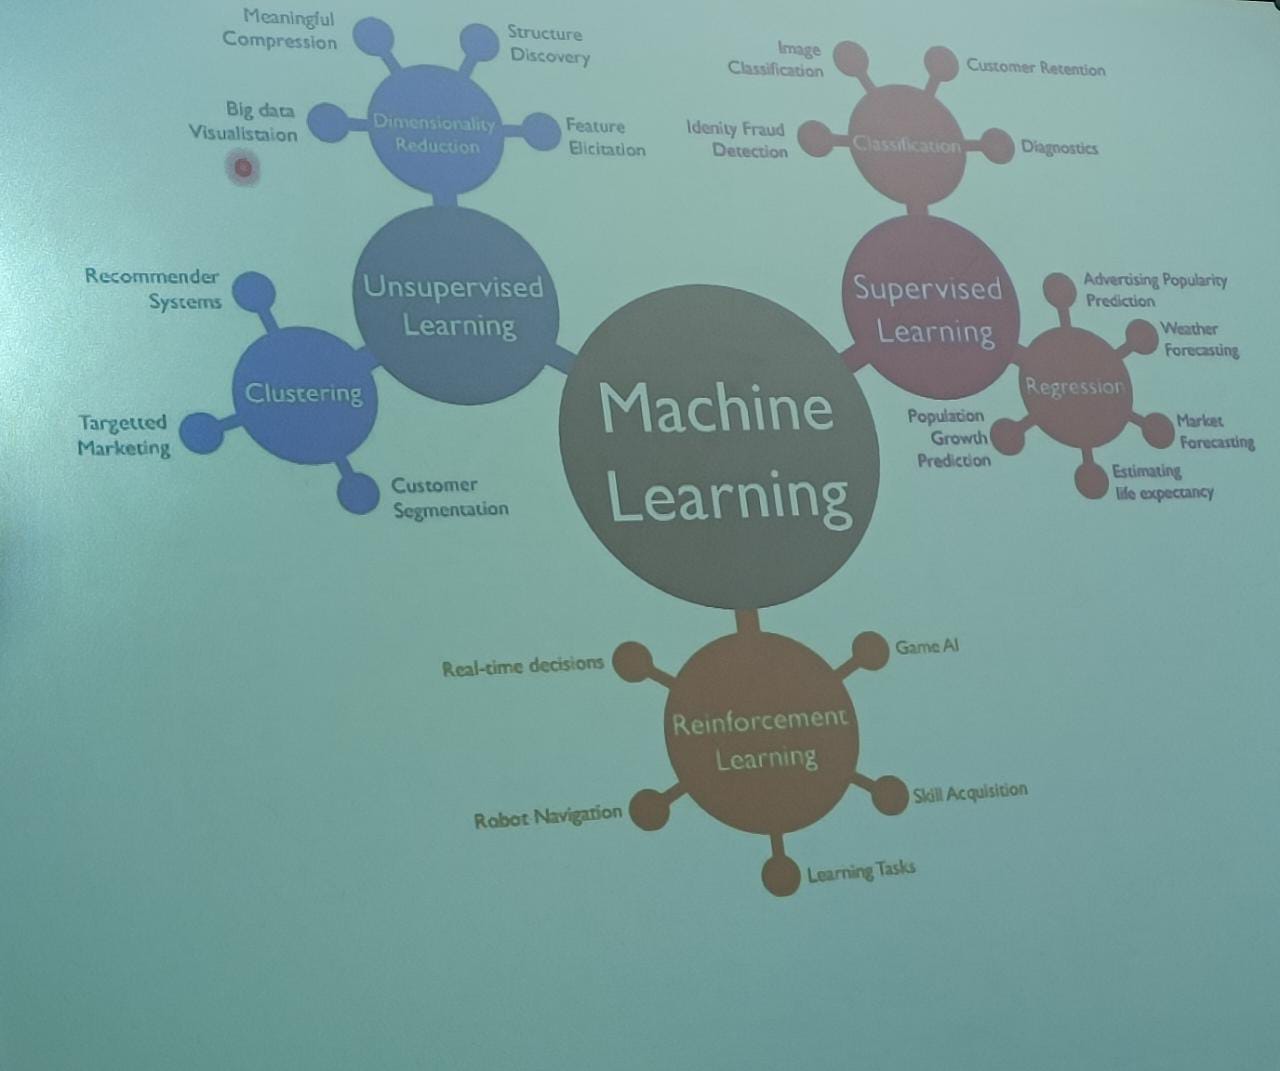 Meaningful
Compression
Structure
Discovery
Big data
Visualistaion
Dimensionality
Reduction
Feature
Elicitation
Image
Classification
Customer Retention
Idenity Fraud
Detection
Classification
Diagnostics
Recommender
Systems
Unsupervised
Learning
Clustering
Targetted
Marketing
Customer
Segmentation
Machine
Learning
Supervised
Learning
Advertising Popularity
Prediction
Weather
Forecasting
Regression
Population
Growth
Prediction
Market
Forecasting
Estimating
life expectancy
Real-time decisions
Game AI
Reinforcement
Learning
Robot Navigation
Skill Acquisition
Learning Tasks